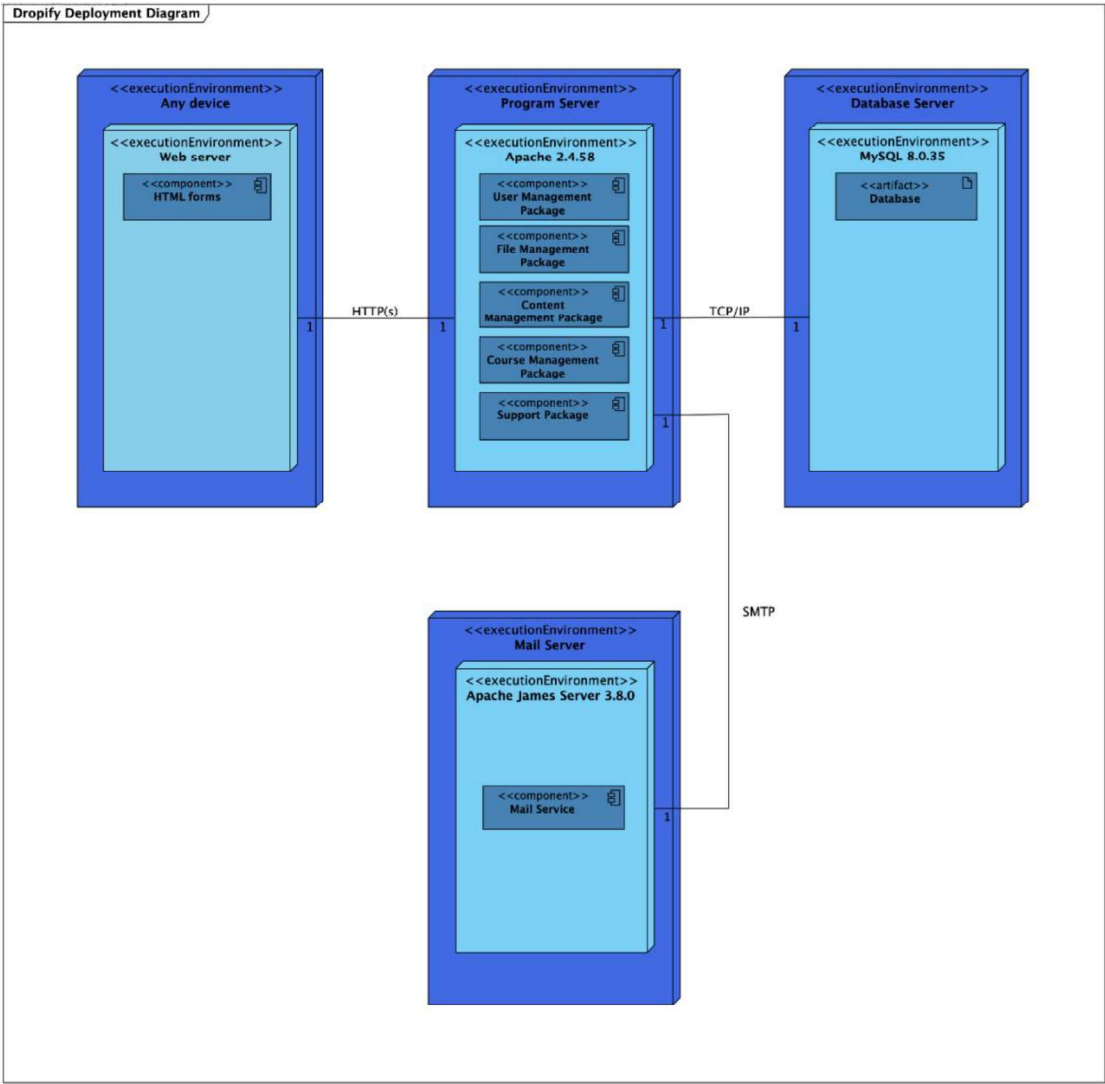 Dropify Deployment Diagram
<<executionEnvironment>>
Any device
<<executionEnvironment>>
Web server
<<component>>
HTML forms
1
HTTP(s)
1
<<executionEnvironment>>
Program Server
<<executionEnvironment>>
Apache 2.4.58
<<component>>
User Management
Package
<<component>>
File Management
Package
<<component>>
Content
Management Package
<<component>>
Course Management
Package
<<component>>
Support Package
1
TCP/IP
1
1
<<executionEnvironment>>
Database Server
<<executionEnvironment>>
MySQL 8.0.35
<<artifact>>
Database
SMTP
<<executionEnvironment>>
Mail Server
<<executionEnvironment>>
Apache James Server 3.8.0
<<component>>
Mail Service
1